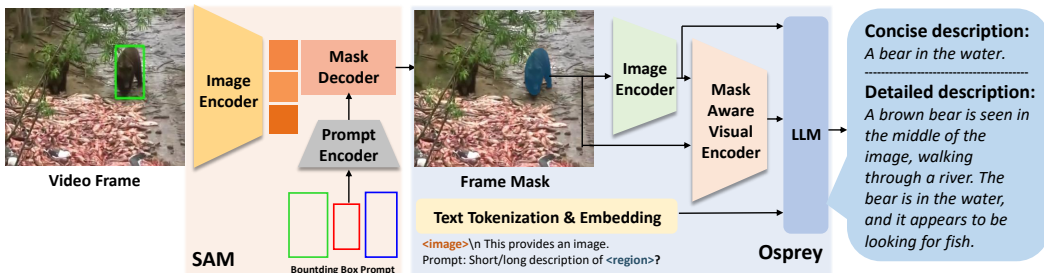 Video Frame
Image
Encoder
Mask
Decoder
Prompt
Encoder
SAM
Bountding Box Prompt
Frame Mask
Image
Encoder
Mask
Aware
Visual
Encoder
LLM
Text Tokenization & Embedding
<image>\n This provides an image.
Prompt: Short/long description of <region>?
Osprey
Concise description:
A bear in the water.
------------------------------------
Detailed description:
A brown bear is seen in
the middle of the
image, walking
through a river. The
bear is in the water,
and it appears to be
looking for fish.